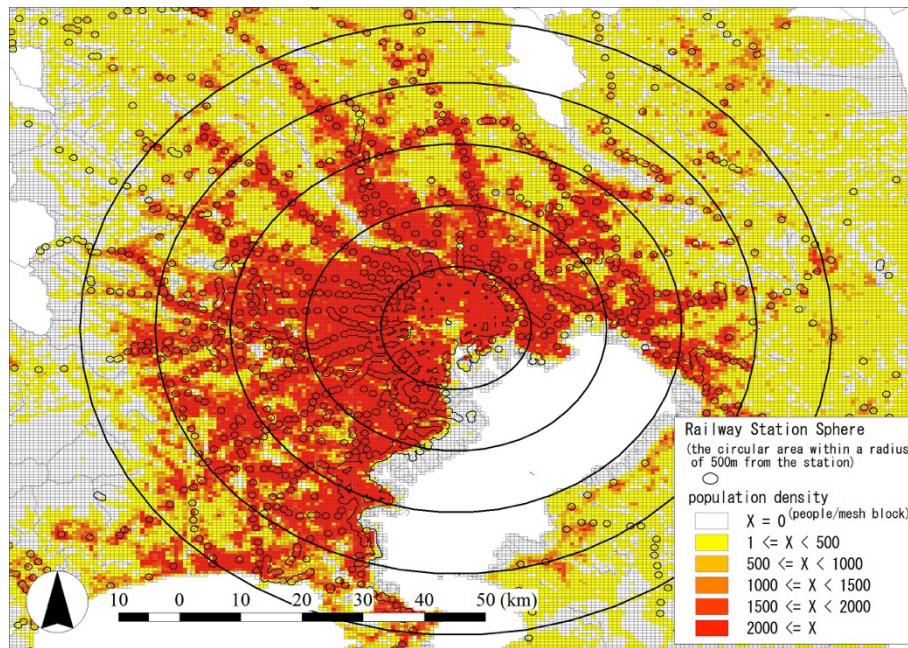 Railway Station Sphere
(the circular area within a radius
of 500m from the station)
population density
(people/mesh block)
X = 0
1 <= X < 500
500 <= X < 1000
1000 <= X < 1500
1500 <= X < 2000
2000 <= X
10 0 10 20 30 40 50 (km)